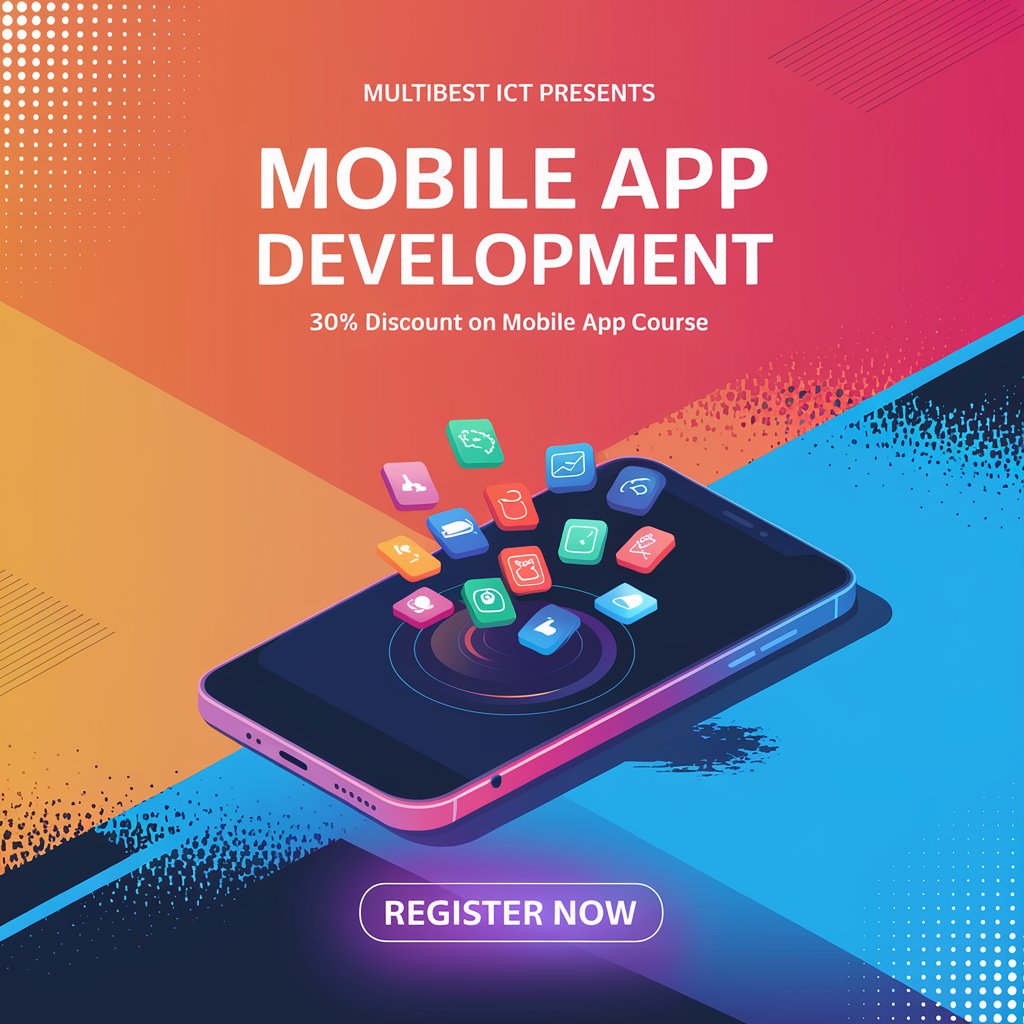 MULTIBEST ICT PRESENTS
MOBILE APP
DEVELOPMENT
30% Discount on Mobile App Course
REGISTER NOW